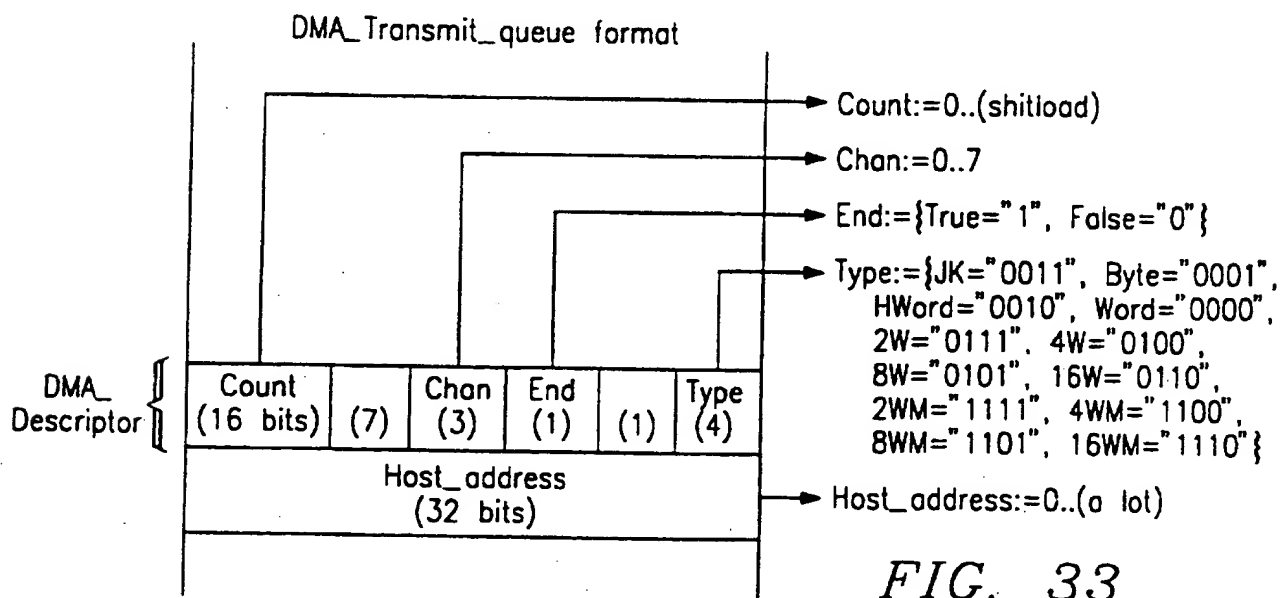 DMA_Transmit_queue format
Count:=0..(shitload)
Chan:=0..7
End:={True="1", False="0"}
Type:={JK="0011", Byte="0001",
HWord="0010", Word="0000",
2W="0111", 4W="0100",
8W="0101", 16W="0110",
2WM="1111", 4WM="1100",
8WM="1101", 16WM="1110"}
DMA_
Descriptor
Count
(16 bits)
(7)
Chan
(3)
End
(1)
(1)
Type
(4)
Host_address
(32 bits)
Host_address:=0..(a lot)
FIG. 33